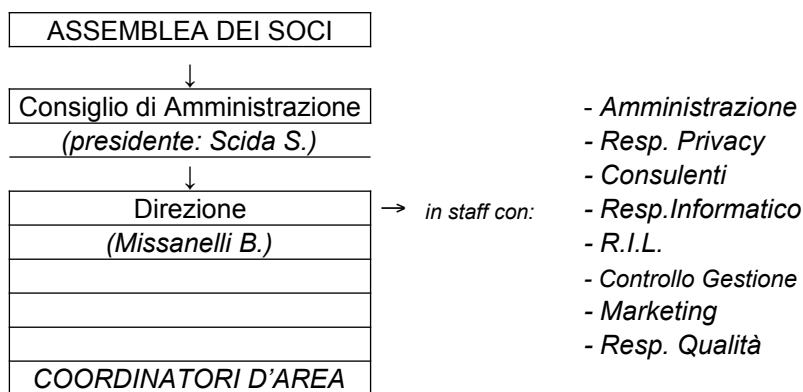 ASSEMBLEA DEI SOCI
↓
Consiglio di Amministrazione
(presidente: Scida S.)
↓
Direzione → in staff con:
(Missanelli B.)
COORDINATORI D'AREA
- Amministrazione
- Resp. Privacy
- Consulenti
- Resp.Informatico
- R.I.L.
- Controllo Gestione
- Marketing
- Resp. Qualità